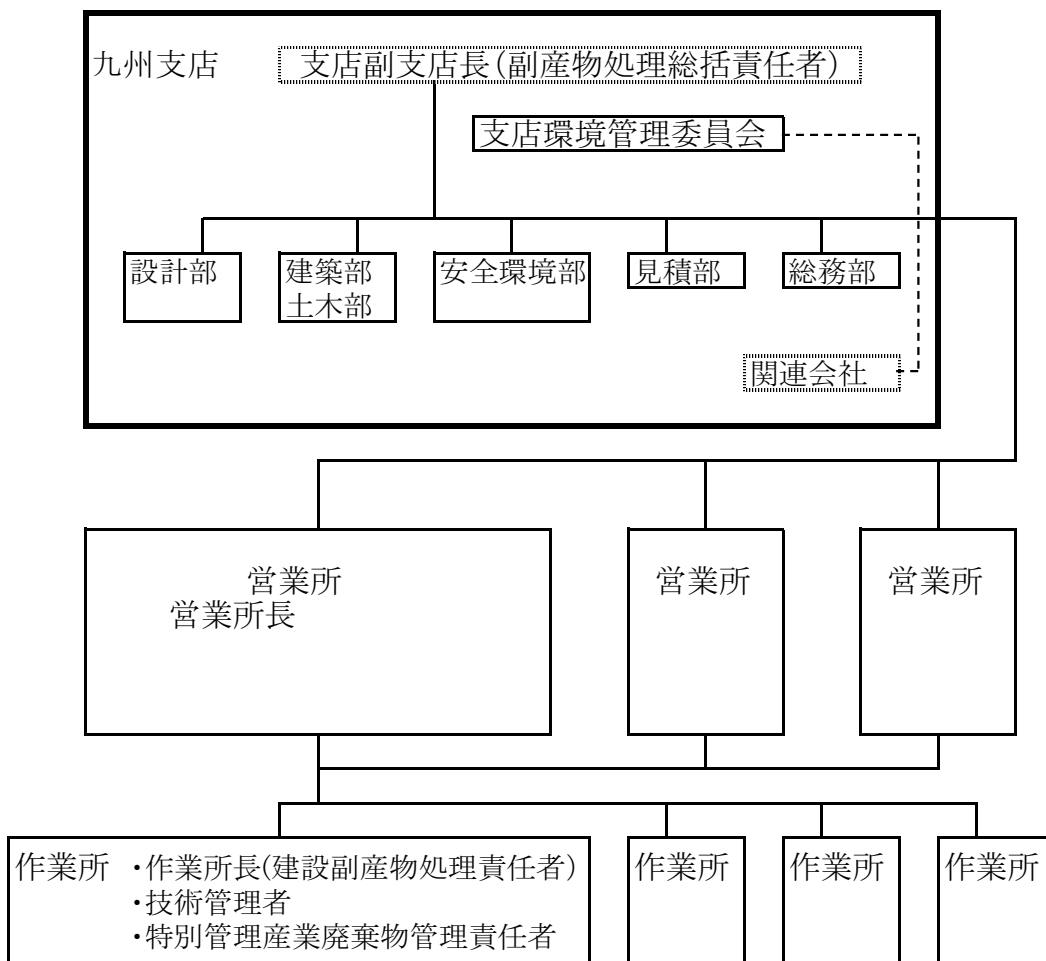 九州支店
支店副支店長(副産物処理総括責任者)
支店環境管理委員会
設計部
建築部
土木部
安全環境部
見積部
総務部
関連会社
営業所
営業所長
営業所
営業所
作業所
・作業所長(建設副産物処理責任者)
・技術管理者
・特別管理産業廃棄物管理責任者
作業所
作業所
作業所